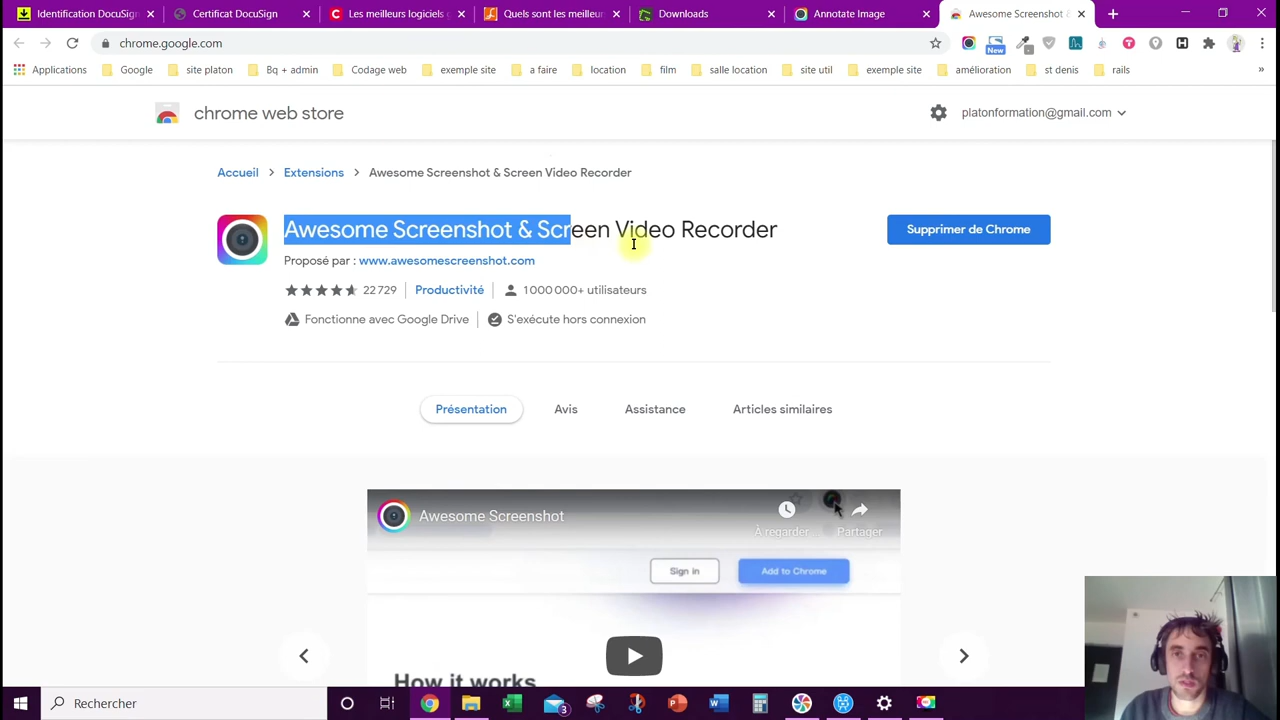 Identification DocuSign
Certificat DocuSign
Les meilleurs logiciels g
Quels sont les meilleur
Downloads
Annotate Image
Awesome Screenshot &
chrome.google.com
New
Applications
Google
site platon
Bq + admin
Codage web
exemple site
a faire
location
film
salle location
site util
exemple site
amélioration
st denis
rails
»
chrome web store
platonformation@gmail.com
Accueil > Extensions > Awesome Screenshot & Screen Video Recorder
Awesome Screenshot & Screen Video Recorder
Supprimer de Chrome
Proposé par : www.awesomescreenshot.com
22 729
Productivité
1 000 000+ utilisateurs
Fonctionne avec Google Drive
S'exécute hors connexion
Présentation
Avis
Assistance
Articles similaires
Awesome Screenshot
À regarder ...
Partager
Sign in
Add to Chrome
How it works
Rechercher
3